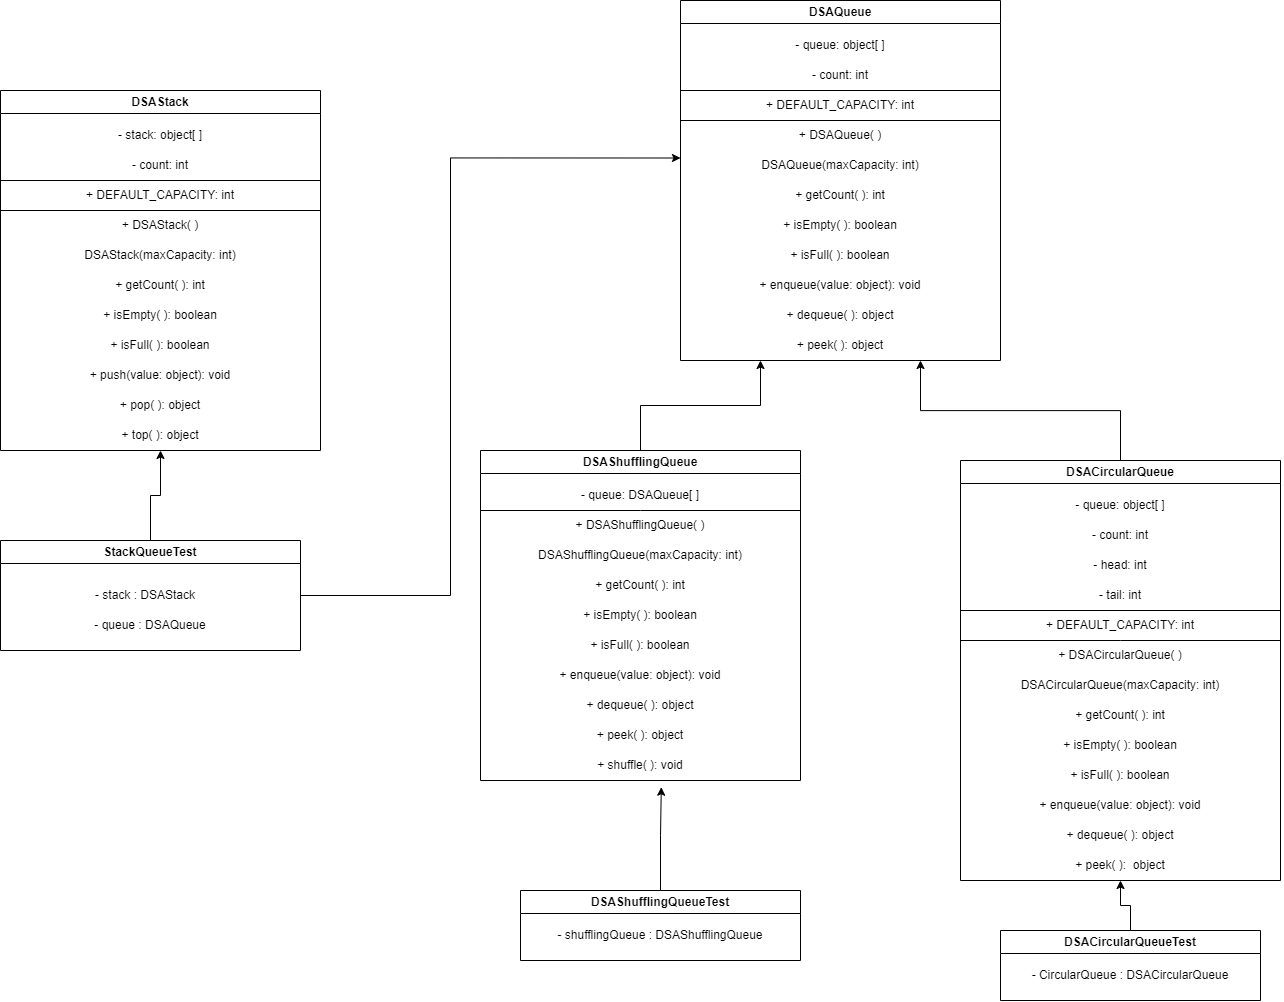 DSAQueue
- queue: object[ ]
- count: int
+ DEFAULT_CAPACITY: int
+ DSAQueue( )
DSAQueue(maxCapacity: int)
+ getCount( ): int
+ isEmpty( ): boolean
+ isFull( ): boolean
+ enqueue(value: object): void
+ dequeue( ): object
+ peek( ): object
DSAStack
- stack: object[ ]
- count: int
+ DEFAULT_CAPACITY: int
+ DSAStack( )
DSAStack(maxCapacity: int)
+ getCount( ): int
+ isEmpty( ): boolean
+ isFull( ): boolean
+ push(value: object): void
+ pop( ): object
+ top( ): object
StackQueueTest
- stack : DSAStack
- queue : DSAQueue
DSAShufflingQueue
- queue: DSAQueue[ ]
+ DSAShufflingQueue( )
DSAShufflingQueue(maxCapacity: int)
+ getCount( ): int
+ isEmpty( ): boolean
+ isFull( ): boolean
+ enqueue(value: object): void
+ dequeue( ): object
+ peek( ): object
+ shuffle( ): void
DSACircularQueue
- queue: object[ ]
- count: int
- head: int
- tail: int
+ DEFAULT_CAPACITY: int
+ DSACircularQueue( )
DSACircularQueue(maxCapacity: int)
+ getCount( ): int
+ isEmpty( ): boolean
+ isFull( ): boolean
+ enqueue(value: object): void
+ dequeue( ): object
+ peek( ):  object
DSAShufflingQueueTest
- shufflingQueue : DSAShufflingQueue
DSACircularQueueTest
- CircularQueue : DSACircularQueue